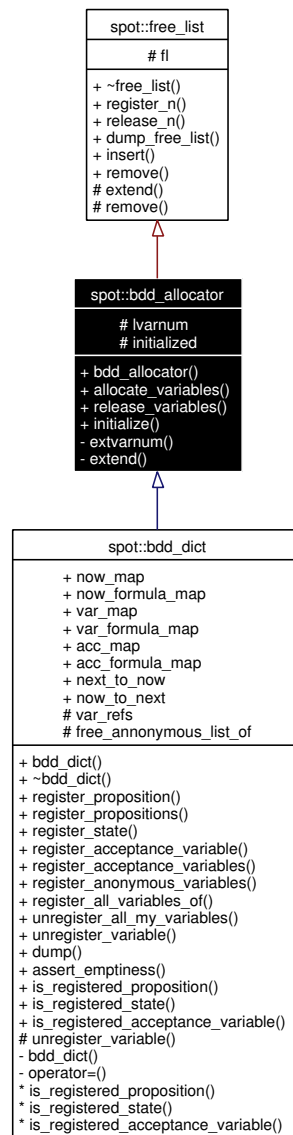 spot::free_list
# fl
+ ~free_list()
+ register_n()
+ release_n()
+ dump_free_list()
+ insert()
+ remove()
# extend()
# remove()
spot::bdd_allocator
# lvarnum
# initialized
+ bdd_allocator()
+ allocate_variables()
+ release_variables()
+ initialize()
- extvarnum()
- extend()
spot::bdd_dict
+ now_map
+ now_formula_map
+ var_map
+ var_formula_map
+ acc_map
+ acc_formula_map
+ next_to_now
+ now_to_next
# var_refs
# free_annonymous_list_of
+ bdd_dict()
+ ~bdd_dict()
+ register_proposition()
+ register_propositions()
+ register_state()
+ register_acceptance_variable()
+ register_acceptance_variables()
+ register_anonymous_variables()
+ register_all_variables_of()
+ unregister_all_my_variables()
+ unregister_variable()
+ dump()
+ assert_emptiness()
+ is_registered_proposition()
+ is_registered_state()
+ is_registered_acceptance_variable()
# unregister_variable()
- bdd_dict()
- operator=()
* is_registered_proposition()
* is_registered_state()
* is_registered_acceptance_variable()